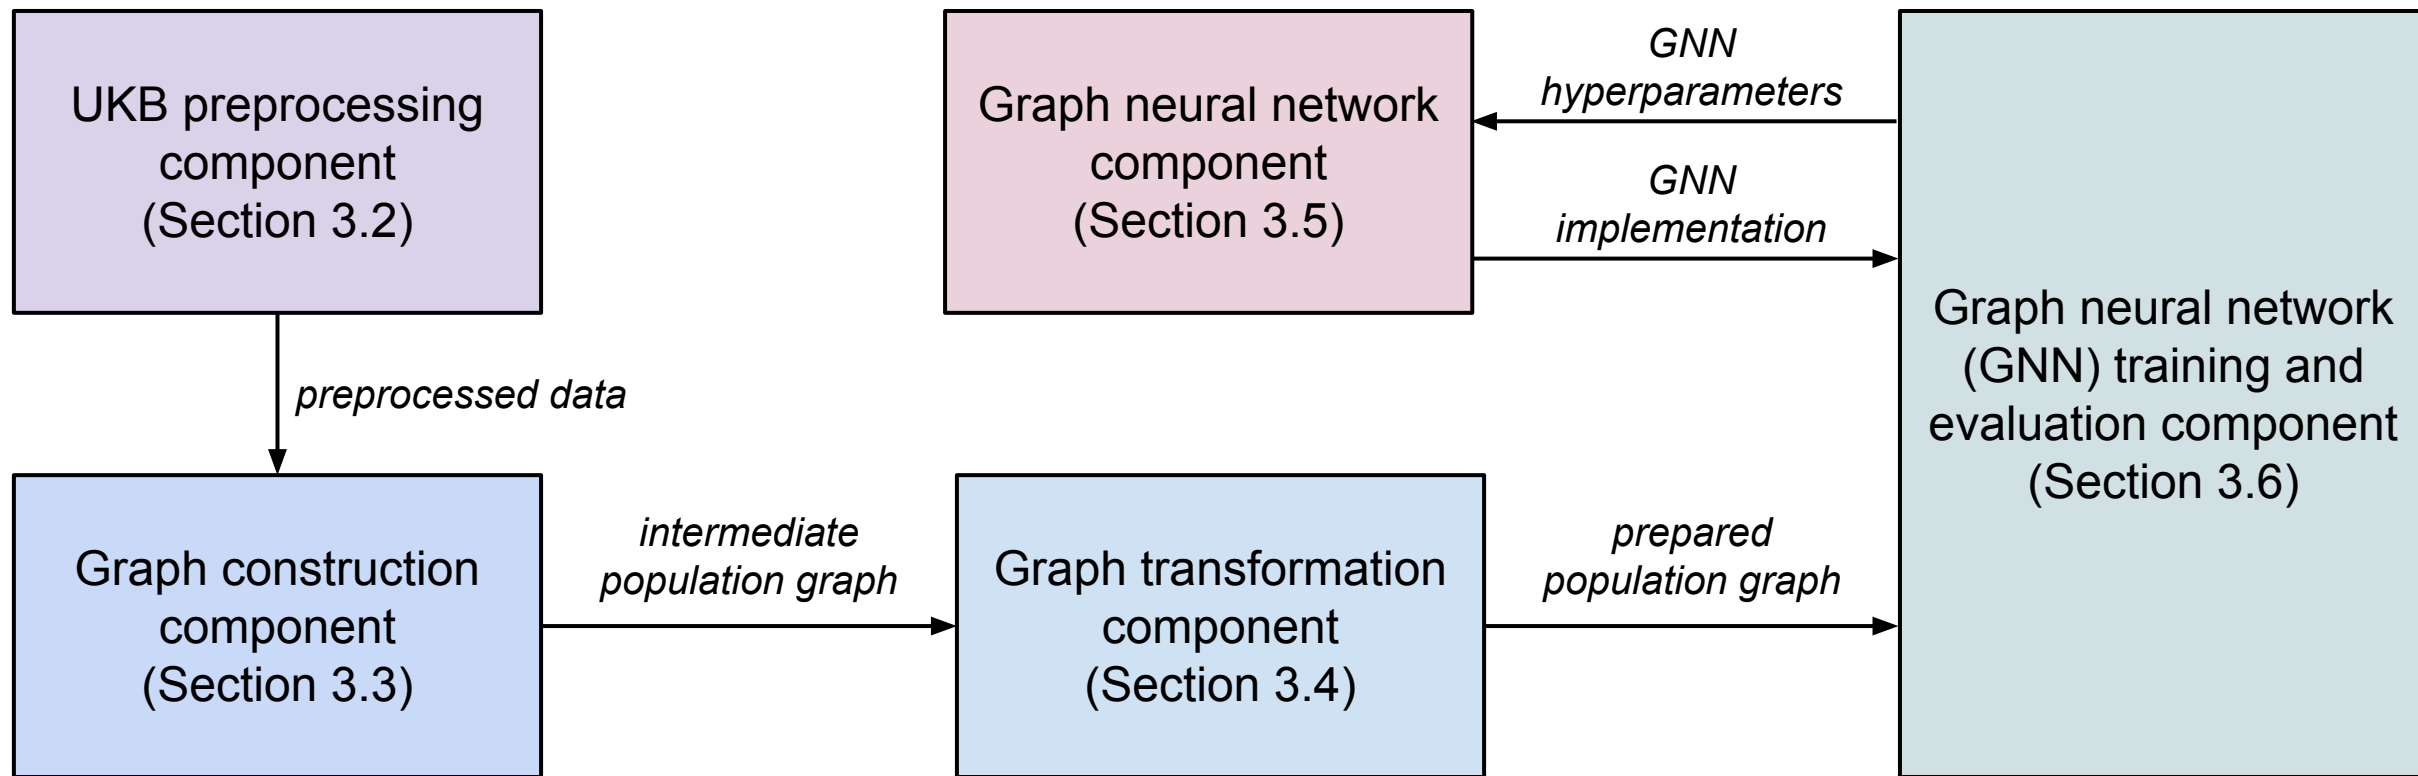 UKB preprocessing
component
(Section 3.2)
Graph neural network
component
(Section 3.5)
GNN
hyperparameters
GNN
implementation
Graph neural network
(GNN) training and
evaluation component
(Section 3.6)
preprocessed data
Graph construction
component
(Section 3.3)
intermediate
population graph
Graph transformation
component
(Section 3.4)
prepared
population graph